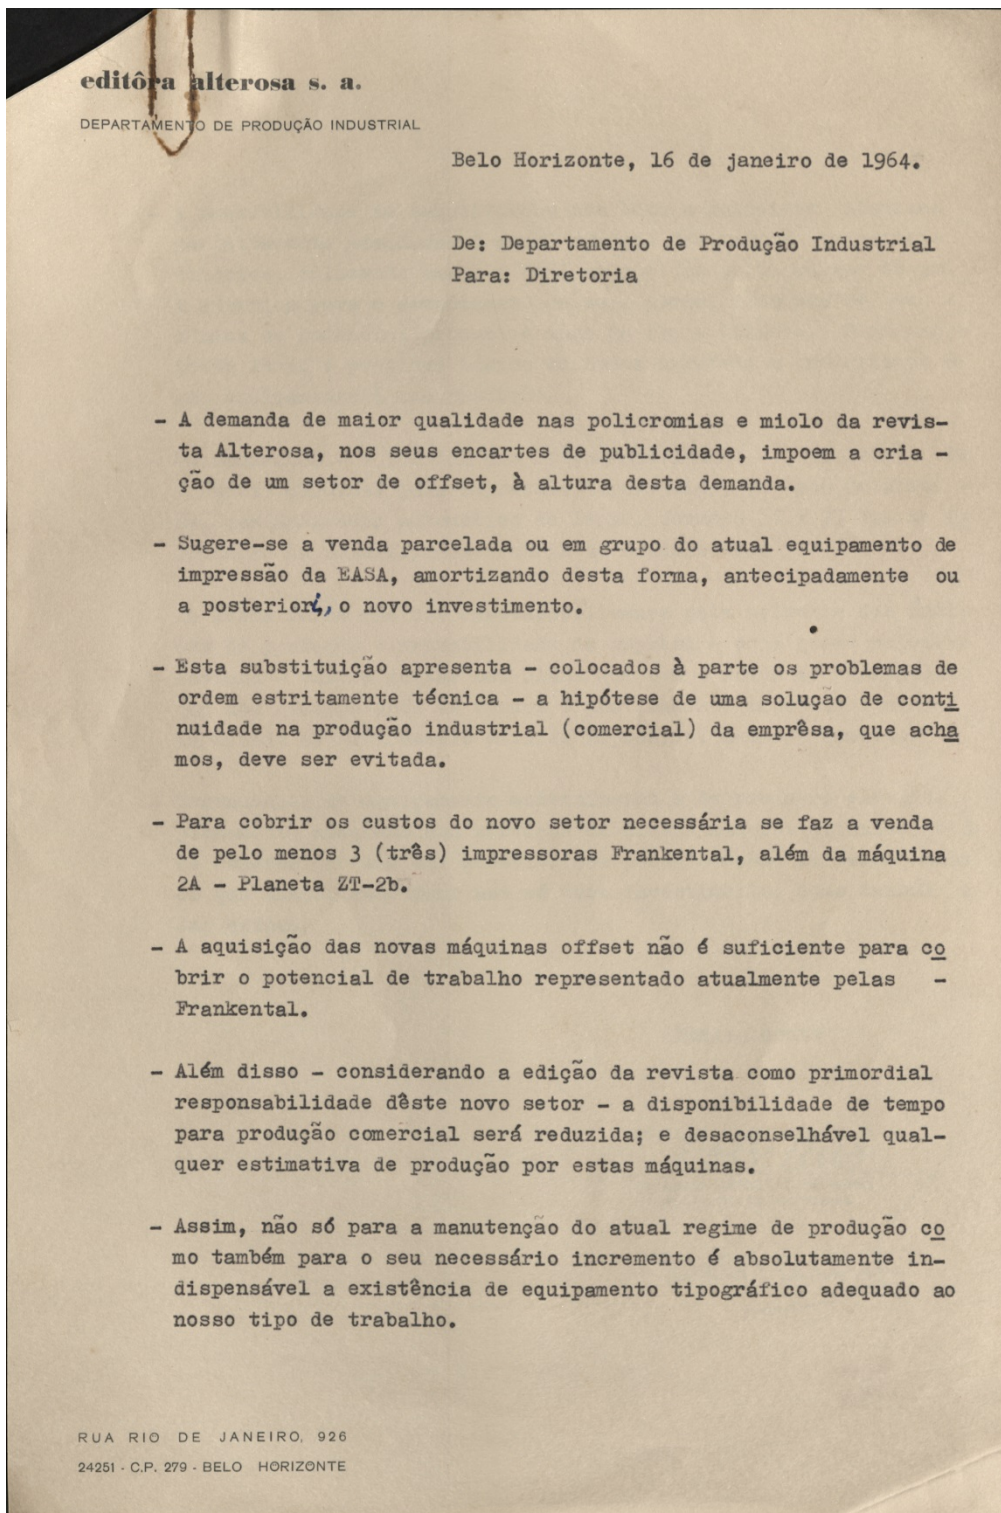 editôra alterosa s. a.
DEPARTAMENTO DE PRODUÇÃO INDUSTRIAL
Belo Horizonte, 16 de janeiro de 1964.
De: Departamento de Produção Industrial
Para: Diretoria
- A demanda de maior qualidade nas policromias e miolo da revis-
ta Alterosa, nos seus encartes de publicidade, impoem a cria -
ção de um setor de offset, à altura desta demanda.
- Sugere-se a venda parcelada ou em grupo do atual equipamento de
impressão da EASA, amortizando desta forma, antecipadamente ou
a posteriori, o novo investimento.
- Esta substituição apresenta - colocados à parte os problemas de
ordem estritamente técnica - a hipótese de uma solução de conti
nuidade na produção industrial (comercial) da emprêsa, que acha
mos, deve ser evitada.
- Para cobrir os custos do novo setor necessária se faz a venda
de pelo menos 3 (três) impressoras Frankental, além da máquina
2A - Planeta ZT-2b.
- A aquisição das novas máquinas offset não é suficiente para co
brir o potencial de trabalho representado atualmente pelas -
Frankental.
- Além disso - considerando a edição da revista como primordial
responsabilidade dêste novo setor - a disponibilidade de tempo
para produção comercial será reduzida; e desaconselhável qual-
quer estimativa de produção por estas máquinas.
- Assim, não só para a manutenção do atual regime de produção co
mo também para o seu necessário incremento é absolutamente in-
dispensável a existência de equipamento tipográfico adequado ao
nosso tipo de trabalho.
RUA RIO DE JANEIRO, 926
24251 - C.P. 279 - BELO HORIZONTE